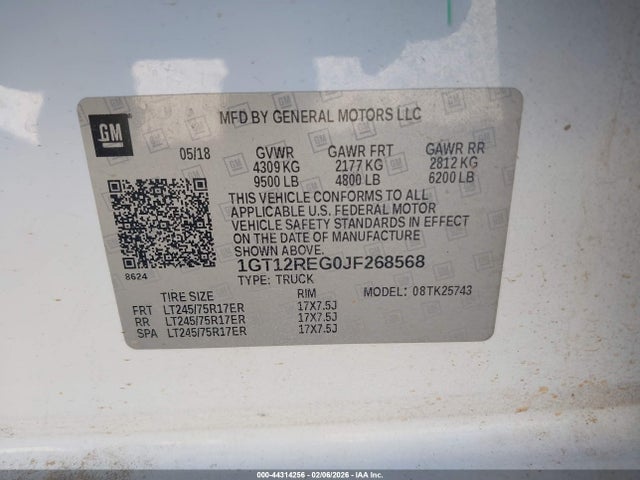 GM
MFD BY GENERAL MOTORS LLC
05/18 GVWR GAWR FRT GAWR RR
4309 KG 2177 KG 2812 KG
9500 LB 4800 LB 6200 LB
THIS VEHICLE CONFORMS TO ALL
APPLICABLE U.S. FEDERAL MOTOR
VEHICLE SAFETY STANDARDS IN EFFECT
ON THE DATE OF MANUFACTURE
SHOWN ABOVE.
8624
1GT12REG0JF268568
TYPE: TRUCK
TIRE SIZE RIM MODEL: 08TK25743
FRT LT245/75R17ER 17X7.5J
RR LT245/75R17ER 17X7.5J
SPA LT245/75R17ER 17X7.5J
000-44314256 - 02/06/2026 - IAA Inc.